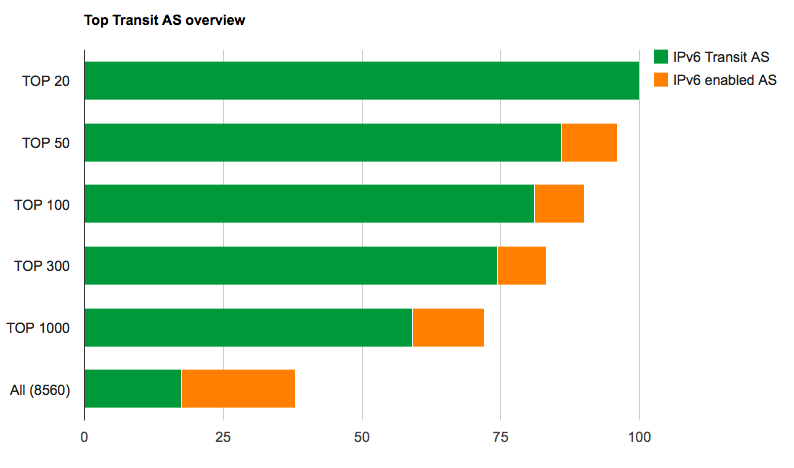 Top Transit AS overview
IPv6 Transit AS
IPv6 enabled AS
TOP 20
TOP 50
TOP 100
TOP 300
TOP 1000
All (8560)
0 25 50 75 100